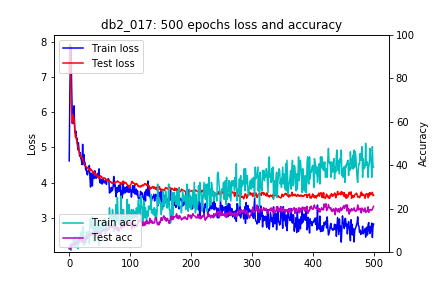 db2_017: 500 epochs loss and accuracy
Train loss
Test loss
Train acc
Test acc
Loss
Accuracy
8
7
6
5
4
3
100
80
60
40
20
0
0
100
200
300
400
500